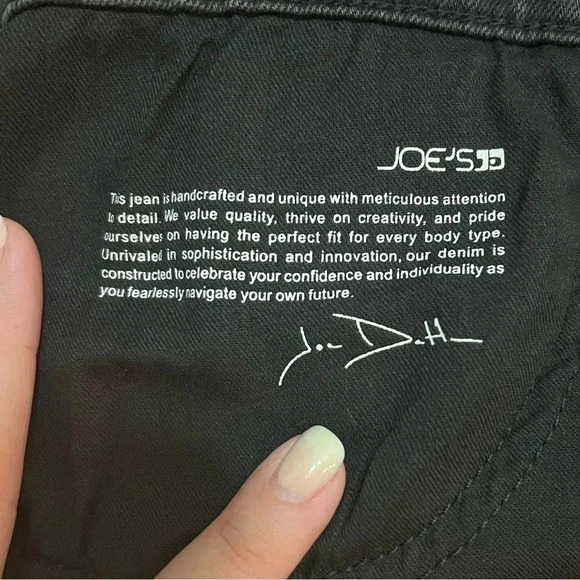 JOE'S
This jean is handcrafted and unique with meticulous attention
to detail. We value quality, thrive on creativity, and pride
ourselves on having the perfect fit for every body type.
Unrivaled in sophistication and innovation, our denim is
constructed to celebrate your confidence and individuality as
you fearlessly navigate your own future.
Joe Dahan